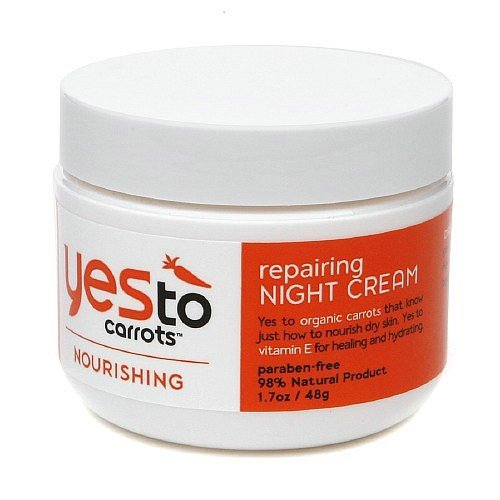 yes to
carrots™
NOURISHING
repairing
NIGHT CREAM
Yes to organic carrots that know
just how to nourish dry skin. Yes to
vitamin E for healing and hydrating.
paraben-free
98% Natural Product
1.7oz / 48g